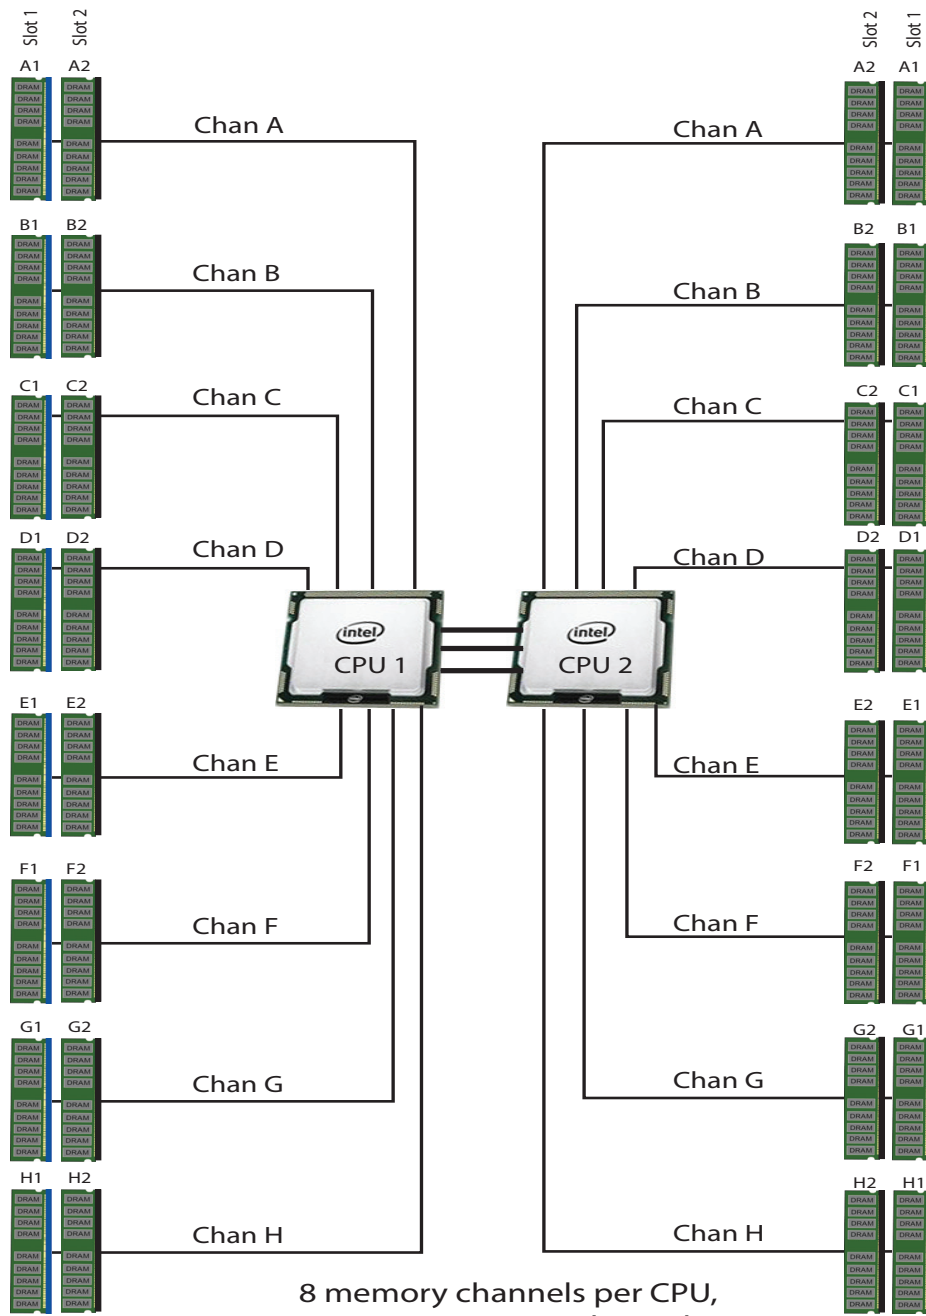 Slot 1
Slot 2
Slot 2
Slot 1
A1 A2
Chan A
Chan A
A2 A1
B1 B2
Chan B
Chan B
B2 B1
C1 C2
Chan C
Chan C
C2 C1
D1 D2
Chan D
Chan D
D2 D1
intel
CPU 1
intel
CPU 2
E1 E2
Chan E
Chan E
E2 E1
F1 F2
Chan F
Chan F
F2 F1
G1 G2
Chan G
Chan G
G2 G1
H1 H2
Chan H
Chan H
H2 H1
DRAM
8 memory channels per CPU,